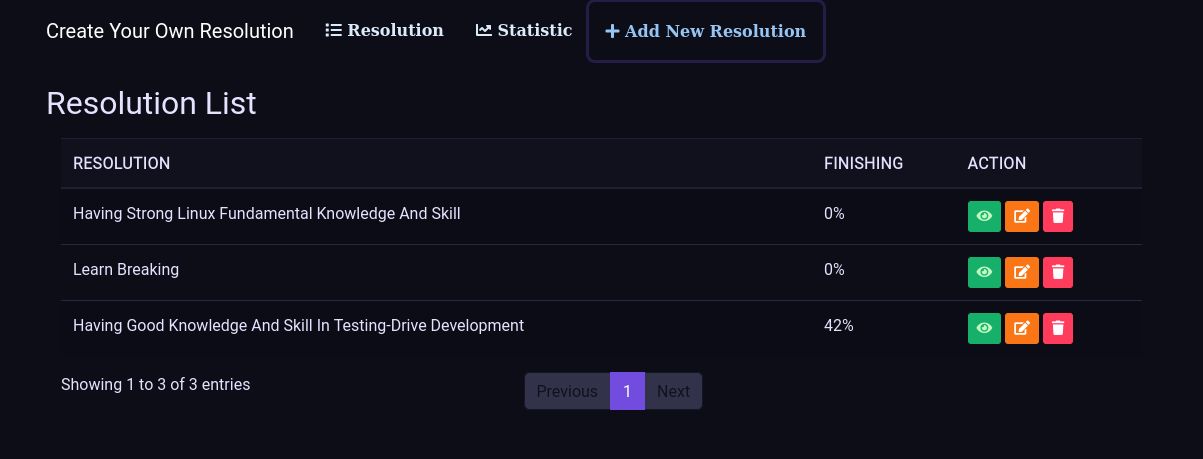 Create Your Own Resolution Resolution Statistic Add New Resolution
Resolution List
RESOLUTION FINISHING ACTION
Having Strong Linux Fundamental Knowledge And Skill 0%
Learn Breaking 0%
Having Good Knowledge And Skill In Testing-Drive Development 42%
Showing 1 to 3 of 3 entries Previous 1 Next